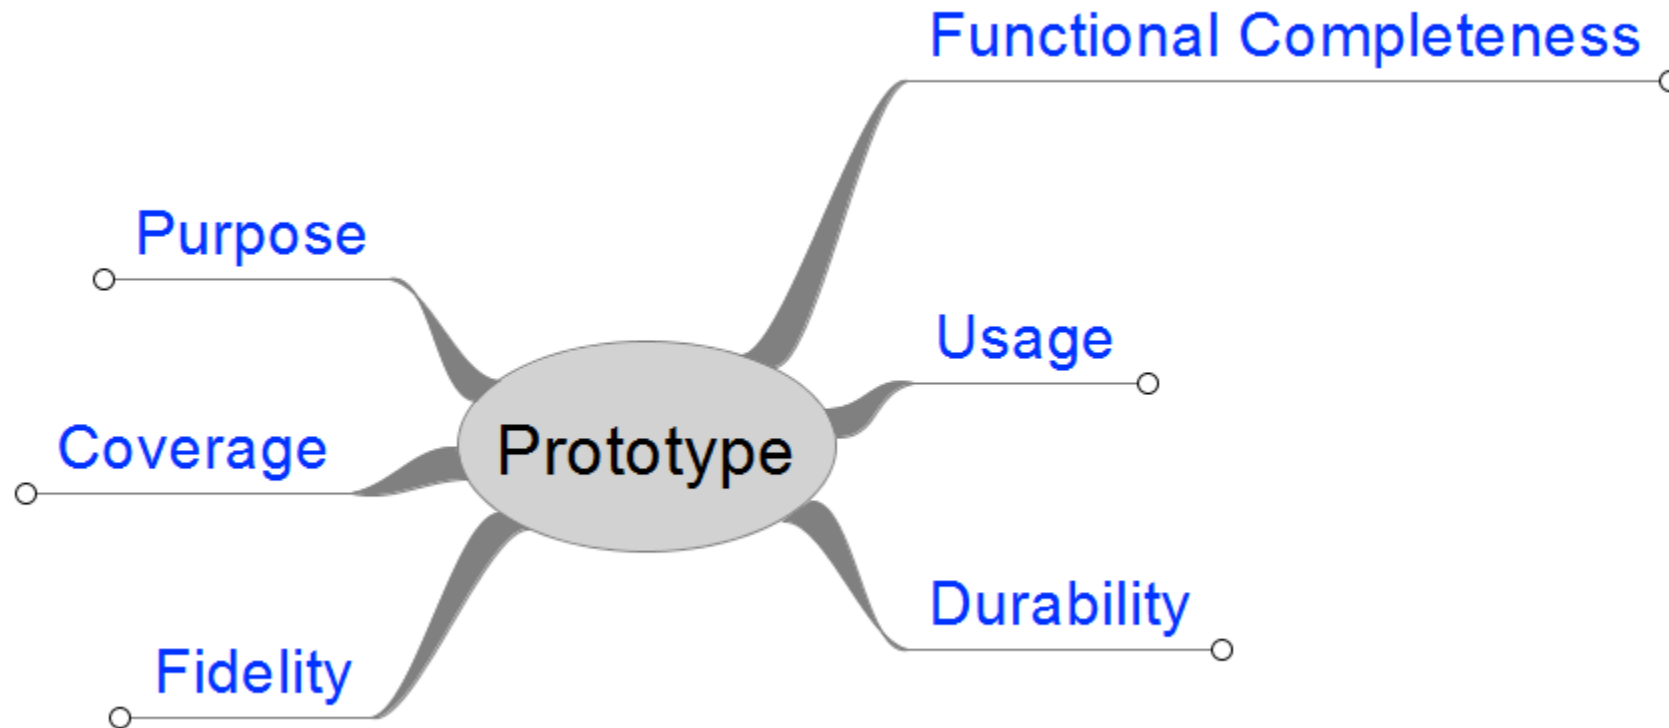 Functional Completeness
Purpose
Usage
Coverage
Prototype
Durability
Fidelity